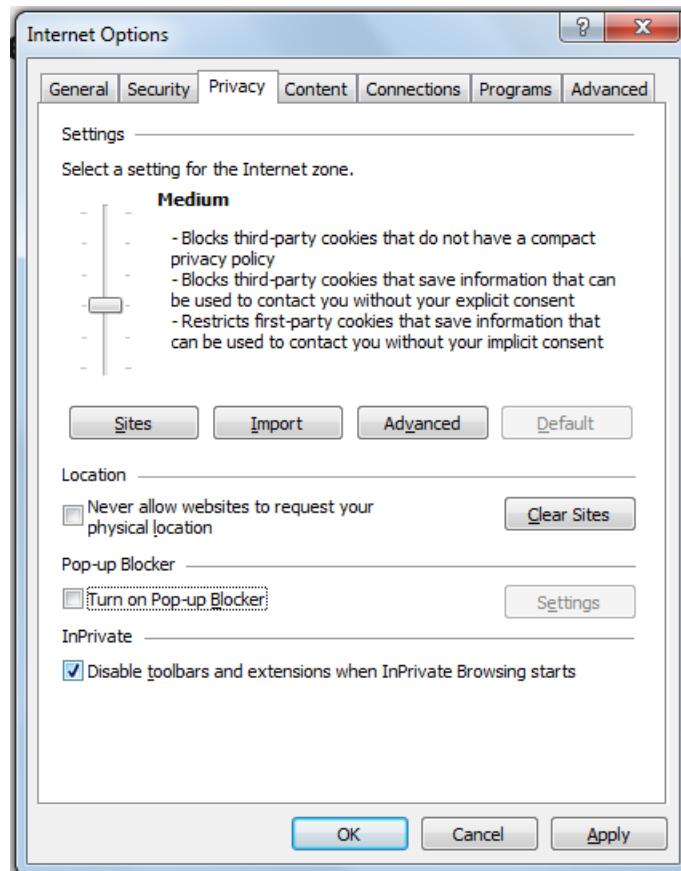 Internet Options
General Security Privacy Content Connections Programs Advanced
Settings
Select a setting for the Internet zone.
Medium
- Blocks third-party cookies that do not have a compact
privacy policy
- Blocks third-party cookies that save information that can
be used to contact you without your explicit consent
- Restricts first-party cookies that save information that
can be used to contact you without your implicit consent
Sites Import Advanced Default
Location
Never allow websites to request your
physical location
Clear Sites
Pop-up Blocker
Turn on Pop-up Blocker
Settings
InPrivate
Disable toolbars and extensions when InPrivate Browsing starts
OK Cancel Apply